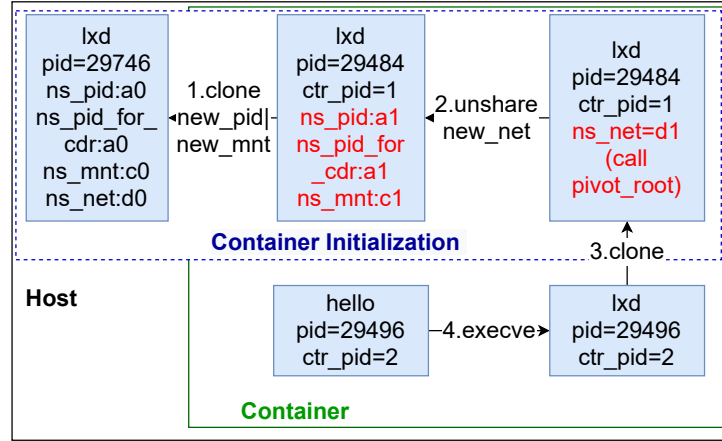 lxd
pid=29746
ns_pid:a0
ns_pid_for_
cdr:a0
ns_mnt:c0
ns_net:d0
1.clone
new_pid|
new_mnt
lxd
pid=29484
ctr_pid=1
ns_pid:a1
ns_pid_for
_cdr:a1
ns_mnt:c1
2.unshare
new_net
lxd
pid=29484
ctr_pid=1
ns_net=d1
(call
pivot_root)
Container Initialization
3.clone
Host
hello
pid=29496
ctr_pid=2
4.execve
lxd
pid=29496
ctr_pid=2
Container